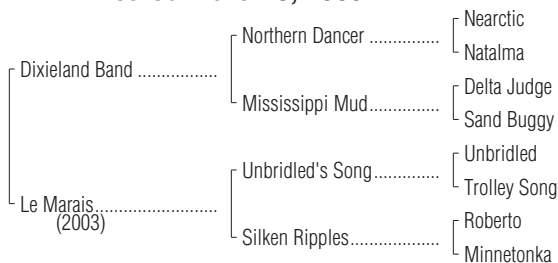 Nearctic
Northern Dancer ................
Natalma
Dixieland Band ..................
Delta Judge
Mississippi Mud................
Sand Buggy
Unbridled
Unbridled's Song...............
Trolley Song
Le Marais...........................
(2003)
Roberto
Silken Ripples....................
Minnetonka